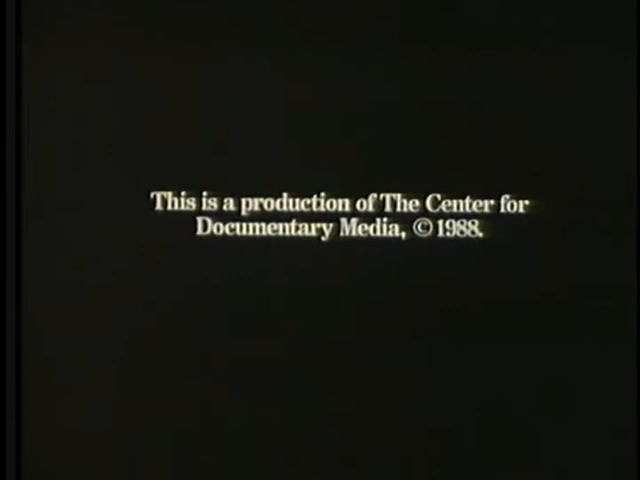 This is a production of The Center for
Documentary Media, ©1988.